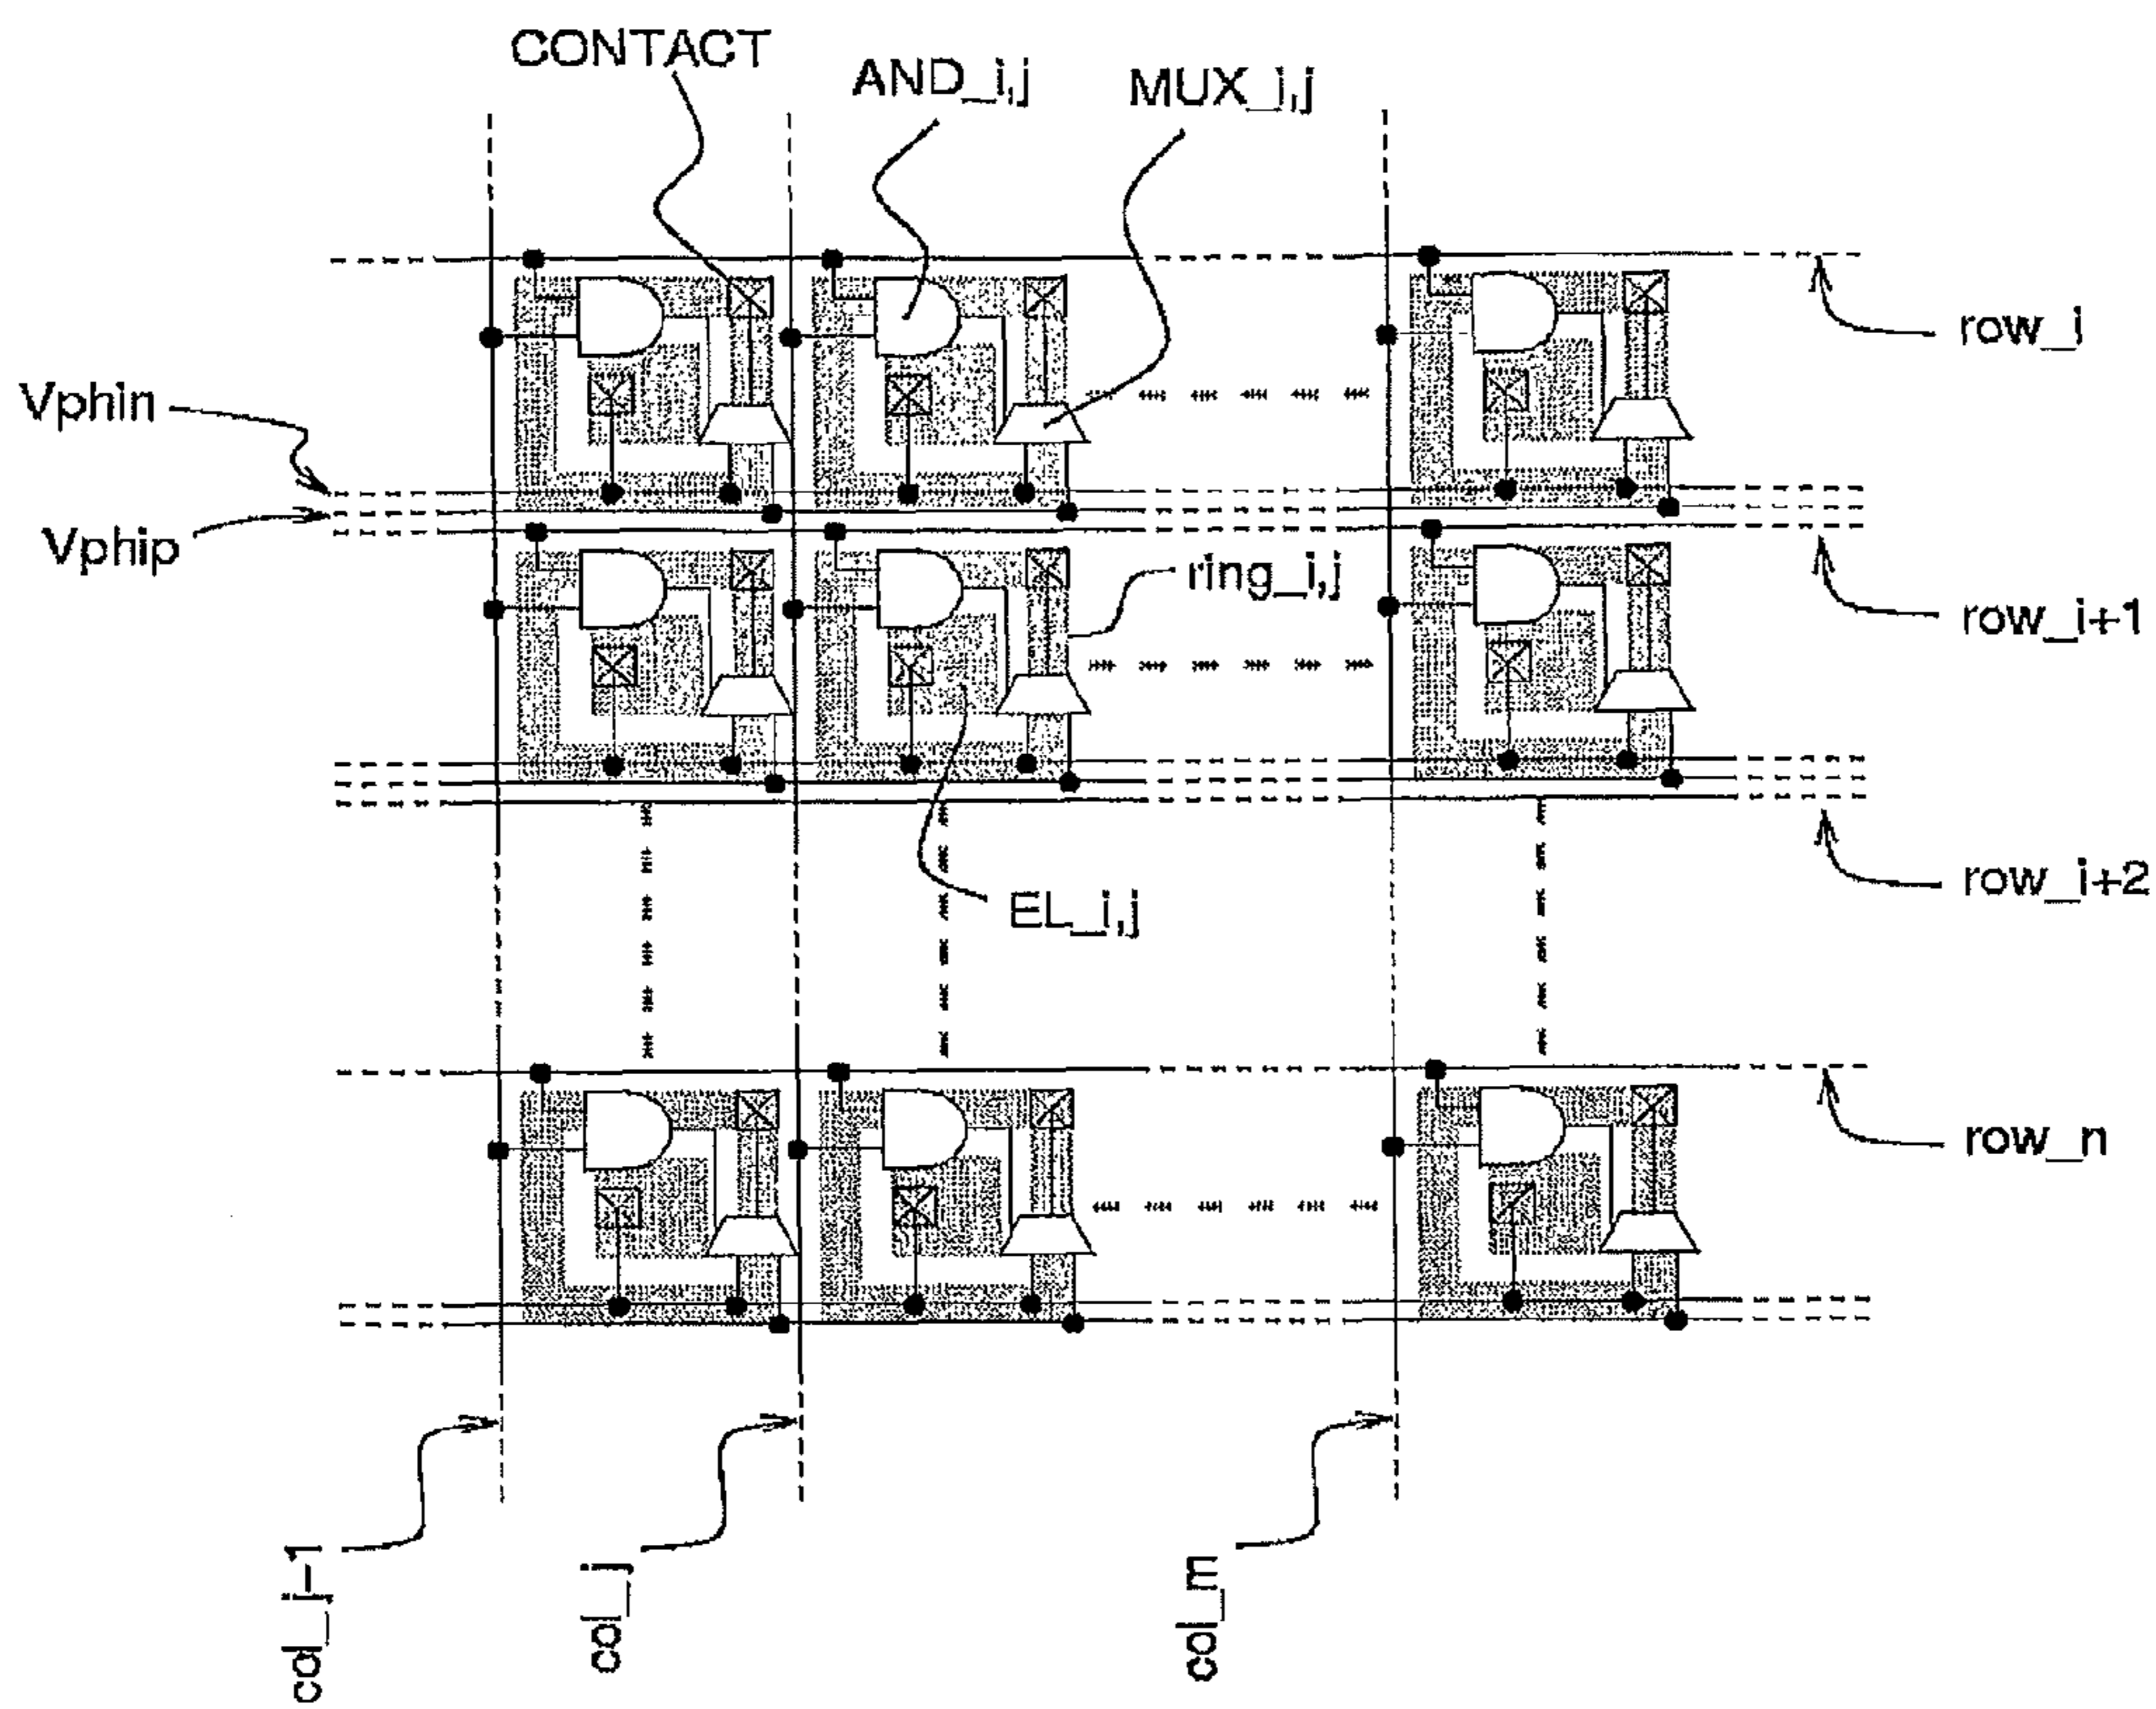 CONTACT
AND_i,j
MUX_i,j
row_i
Vphin
Vphip
ring_i,j
row_i+1
row_i+2
EL_i,j
row_n
col_j-1
col_j
col_m